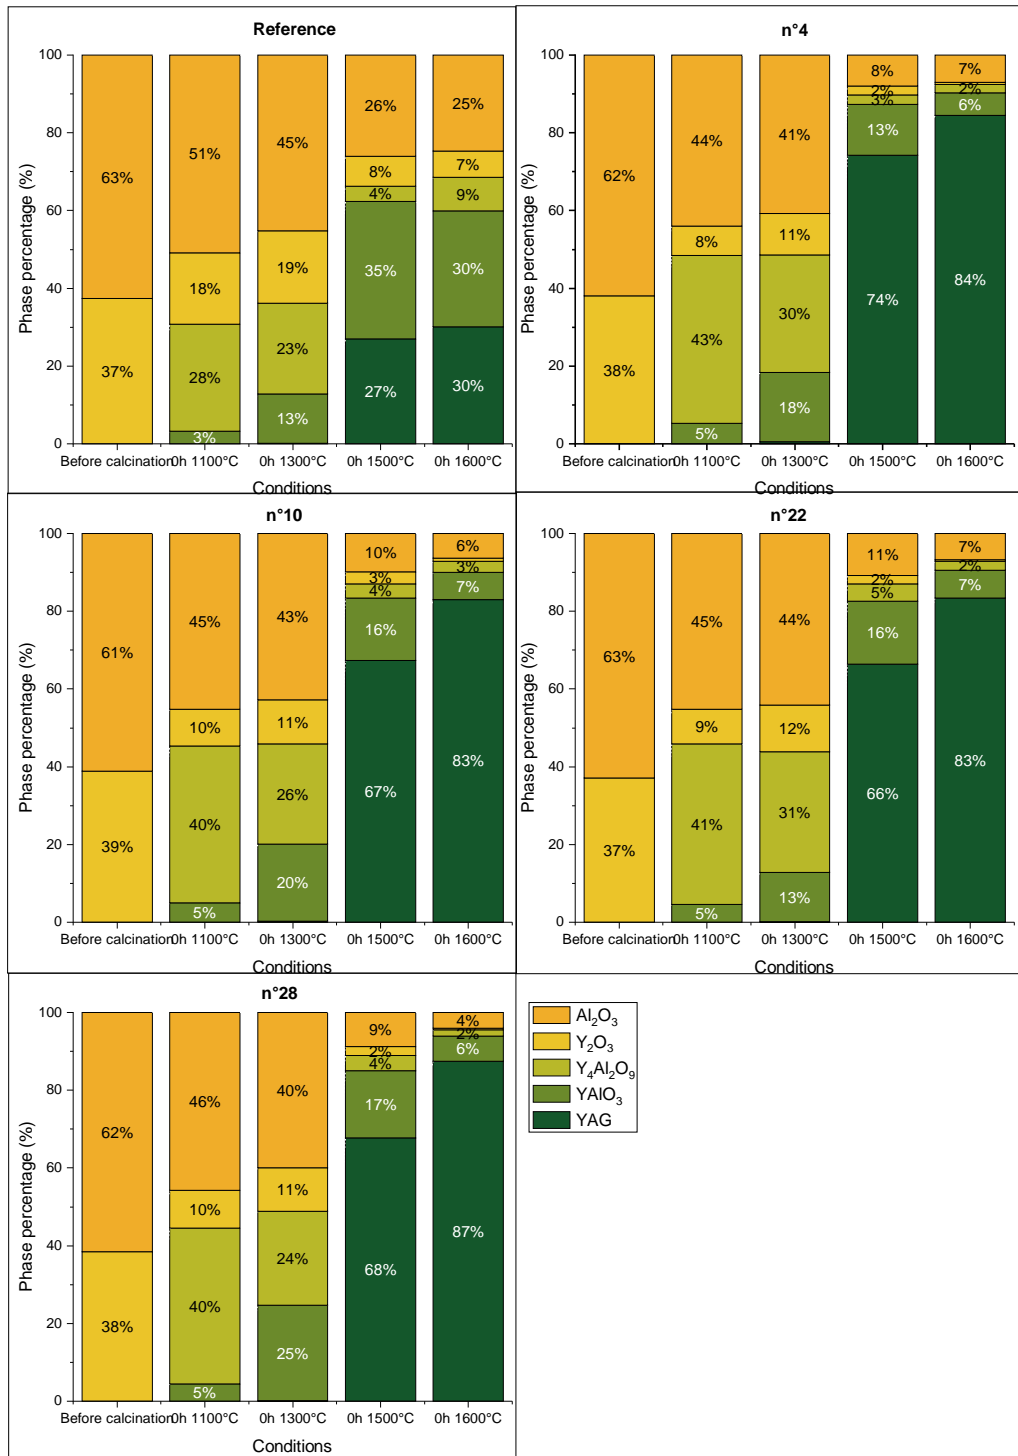 Reference
Phase percentage (%)
100
80
60
40
20
0
63%
37%
51%
18%
28%
3%
45%
19%
23%
13%
26%
8%
4%
35%
27%
25%
7%
9%
30%
30%
Before calcination
0h 1100°C
0h 1300°C
0h 1500°C
0h 1600°C
Conditions
n°4
Phase percentage (%)
100
80
60
40
20
0
62%
38%
44%
8%
43%
5%
41%
11%
30%
18%
8%
2%
3%
13%
74%
7%
2%
6%
84%
Before calcination
0h 1100°C
0h 1300°C
0h 1500°C
0h 1600°C
Conditions
n°10
Phase percentage (%)
100
80
60
40
20
0
61%
39%
45%
10%
40%
5%
43%
11%
26%
20%
10%
3%
4%
16%
67%
6%
3%
7%
83%
Before calcination
0h 1100°C
0h 1300°C
0h 1500°C
0h 1600°C
Conditions
n°22
Phase percentage (%)
100
80
60
40
20
0
63%
37%
45%
9%
41%
5%
44%
12%
31%
13%
11%
2%
5%
16%
66%
7%
2%
7%
83%
Before calcination
0h 1100°C
0h 1300°C
0h 1500°C
0h 1600°C
Conditions
n°28
Phase percentage (%)
100
80
60
40
20
0
62%
38%
46%
10%
40%
5%
40%
11%
24%
25%
9%
2%
4%
17%
68%
4%
2%
6%
87%
Before calcination
0h 1100°C
0h 1300°C
0h 1500°C
0h 1600°C
Conditions
Al₂O₃
Y₂O₃
Y₄Al₂O₉
YAlO₃
YAG